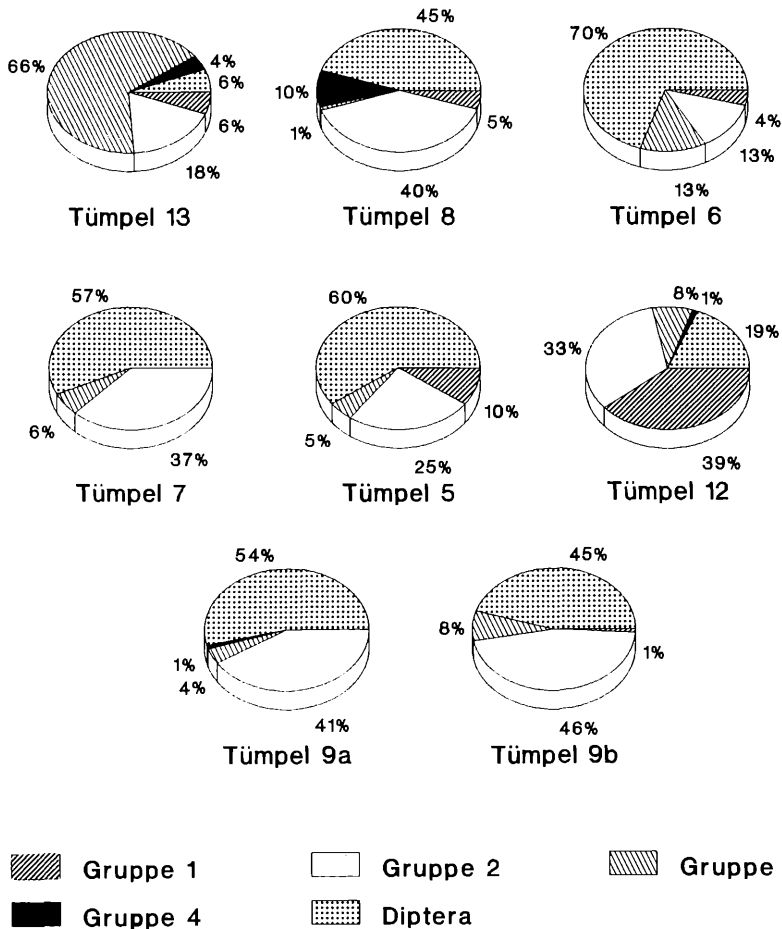 66%
4%
6%
6%
18%
Tümpel 13
45%
10%
1%
5%
40%
Tümpel 8
70%
4%
13%
13%
Tümpel 6
57%
6%
37%
Tümpel 7
60%
5%
10%
25%
Tümpel 5
8%
1%
33%
19%
39%
Tümpel 12
54%
1%
4%
41%
Tümpel 9a
45%
8%
1%
46%
Tümpel 9b
Gruppe 1
Gruppe 2
Gruppe
Gruppe 4
Diptera